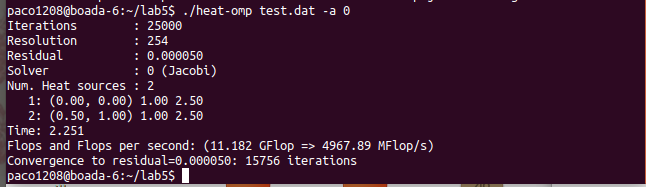 paco1208@boada-6:~/lab5$ ./heat-omp test.dat -a 0
Iterations        : 25000
Resolution        : 254
Residual          : 0.000050
Solver            : 0 (Jacobi)
Num. Heat sources : 2
   1: (0.00, 0.00) 1.00 2.50
   2: (0.50, 1.00) 1.00 2.50
Time: 2.251
Flops and Flops per second: (11.182 GFlop => 4967.89 MFlop/s)
Convergence to residual=0.000050: 15756 iterations
paco1208@boada-6:~/lab5$